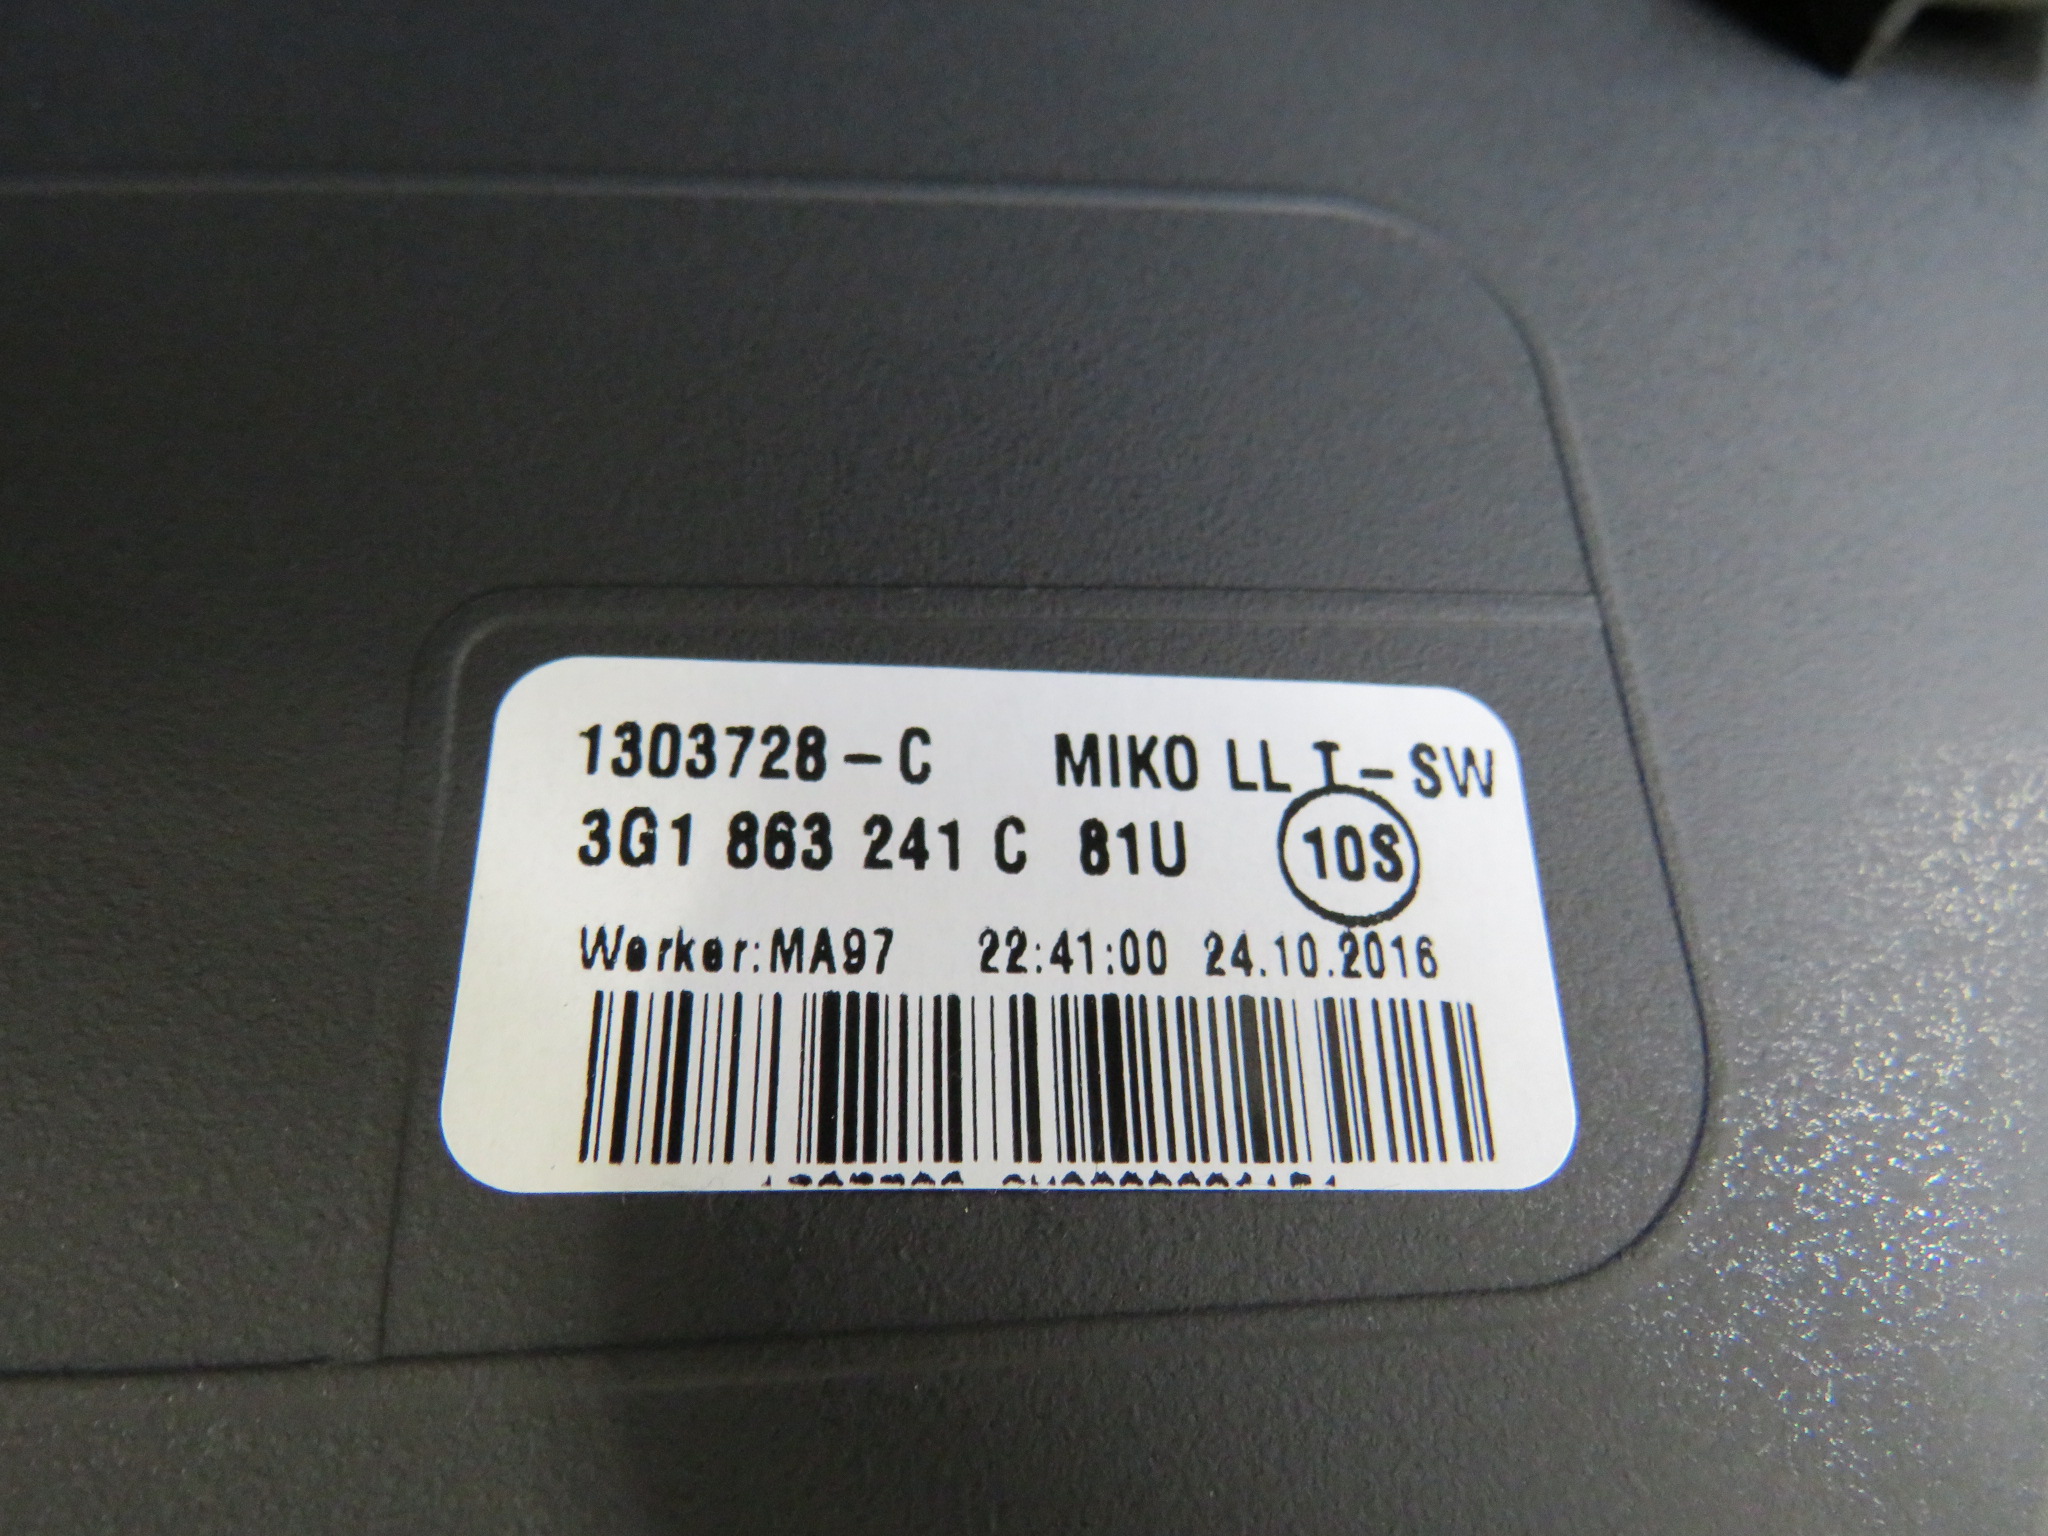 1303728-C MIKO LL T-SW
3G1 863 241 C 81U 10S
Worker:MA97 22:41:00 24.10.2016